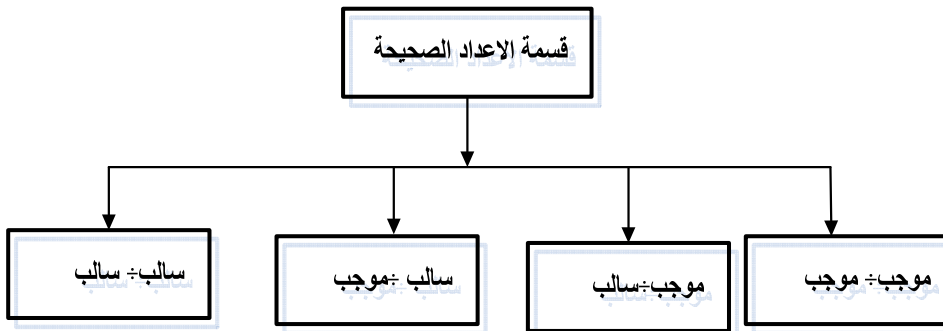 قسمة الاعداد الصحيحة
موجب÷ موجب
موجب÷سالب
سالب ÷موجب
سالب÷ سالب